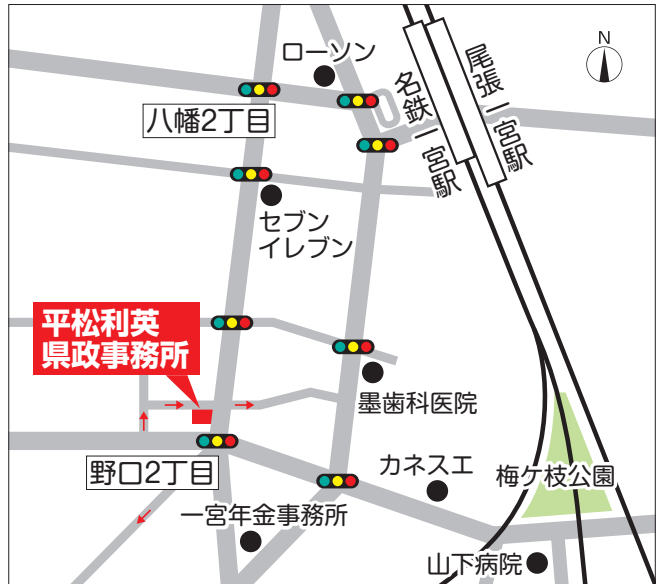 N
ローソン
尾張一宮駅
名鉄一宮駅
八幡2丁目
セブン
イレブン
平松利英
県政事務所
墨歯科医院
野口2丁目
カネスエ
梅ケ枝公園
一宮年金事務所
山下病院